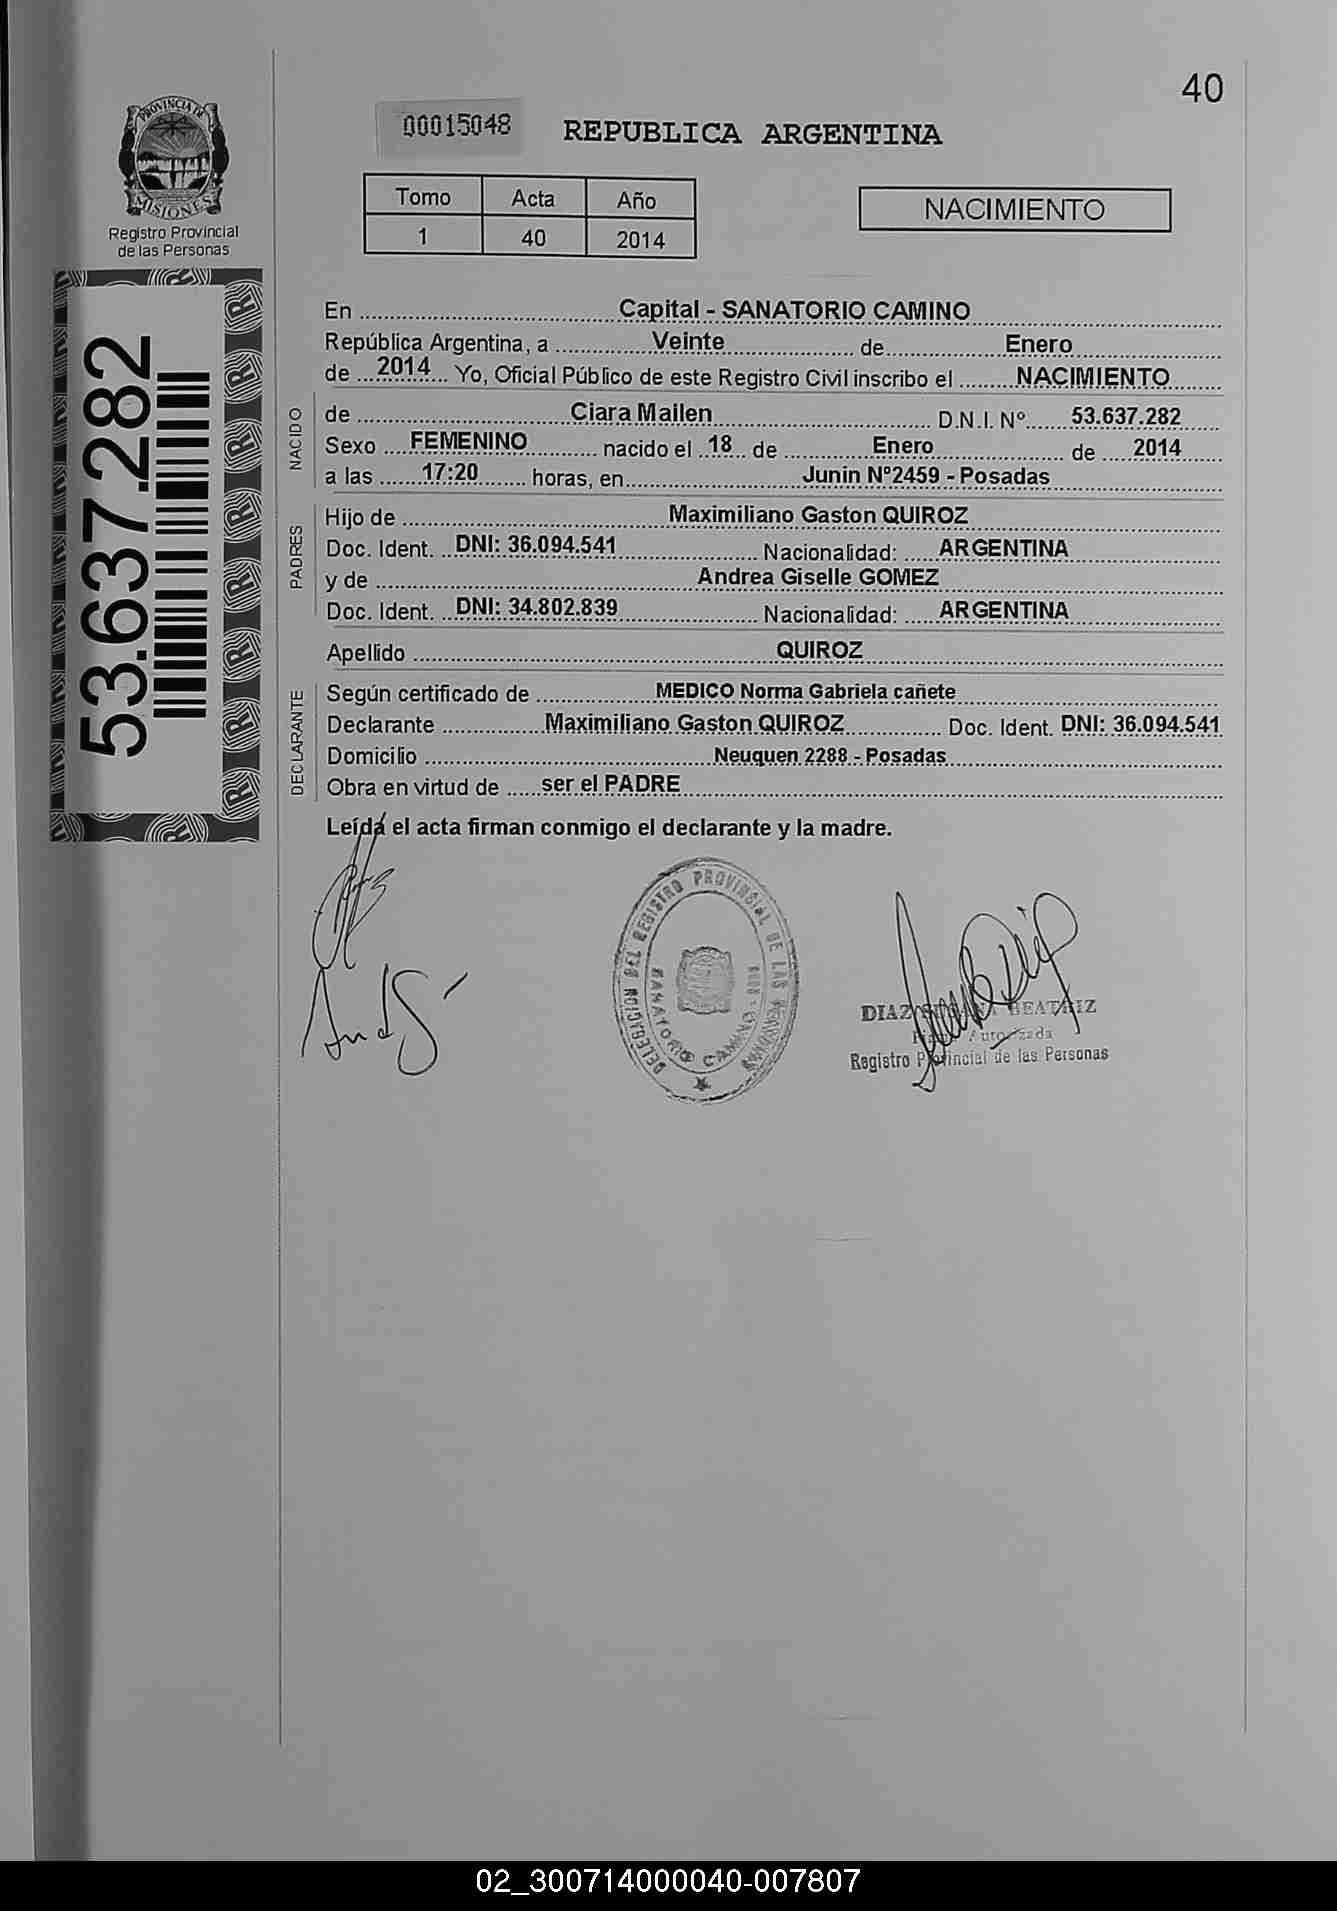 40
PROVINCIA DE
MISIONES
Registro Provincial
de las Personas
00015048
REPUBLICA ARGENTINA
Tomo Acta Año
1 40 2014
NACIMIENTO
53.637.282
En Capital - SANATORIO CAMINO
República Argentina, a Veinte de Enero
de 2014 Yo, Oficial Público de este Registro Civil inscribo el NACIMIENTO
NACIDO
de Ciara Mailen D.N.I. Nº 53.637.282
Sexo FEMENINO nacido el 18 de Enero de 2014
a las 17:20 horas, en Junin Nº2459 - Posadas
PADRES
Hijo de Maximiliano Gaston QUIROZ
Doc. Ident. DNI: 36.094.541 Nacionalidad: ARGENTINA
y de Andrea Giselle GOMEZ
Doc. Ident. DNI: 34.802.839 Nacionalidad: ARGENTINA
Apellido QUIROZ
DECLARANTE
Según certificado de MEDICO Norma Gabriela cañete
Declarante Maximiliano Gaston QUIROZ Doc. Ident. DNI: 36.094.541
Domicilio Neuquen 2288 - Posadas
Obra en virtud de ser el PADRE
Leída el acta firman conmigo el declarante y la madre.
DELEGACION DEL REGISTRO PROVINCIAL DE LAS
SANATORIO CAMINO
DIAZ BEATRIZ
Autorizada
Registro Provincial de las Personas
02_300714000040-007807